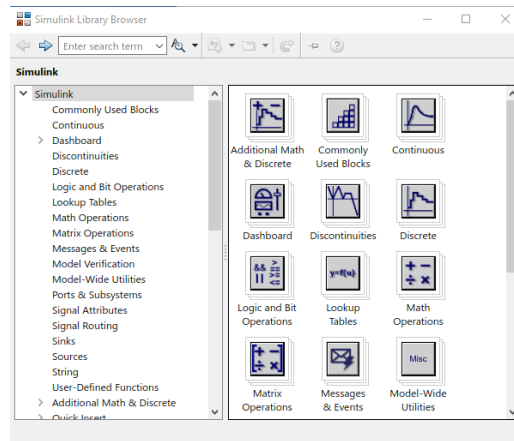 Simulink Library Browser
Enter search term
Simulink
Simulink
Commonly Used Blocks
Continuous
Dashboard
Discontinuities
Discrete
Logic and Bit Operations
Lookup Tables
Math Operations
Matrix Operations
Messages & Events
Model Verification
Model-Wide Utilities
Ports & Subsystems
Signal Attributes
Signal Routing
Sinks
Sources
String
User-Defined Functions
Additional Math & Discrete
Quick Insert
Additional Math
& Discrete
Commonly
Used Blocks
Continuous
Dashboard
Discontinuities
Discrete
&& >
|| ==
<=
Logic and Bit
Operations
y=f(u)
Lookup
Tables
+ −
÷ ×
Math
Operations
+ −
÷ ×
Matrix
Operations
Messages
& Events
Misc
Model-Wide
Utilities